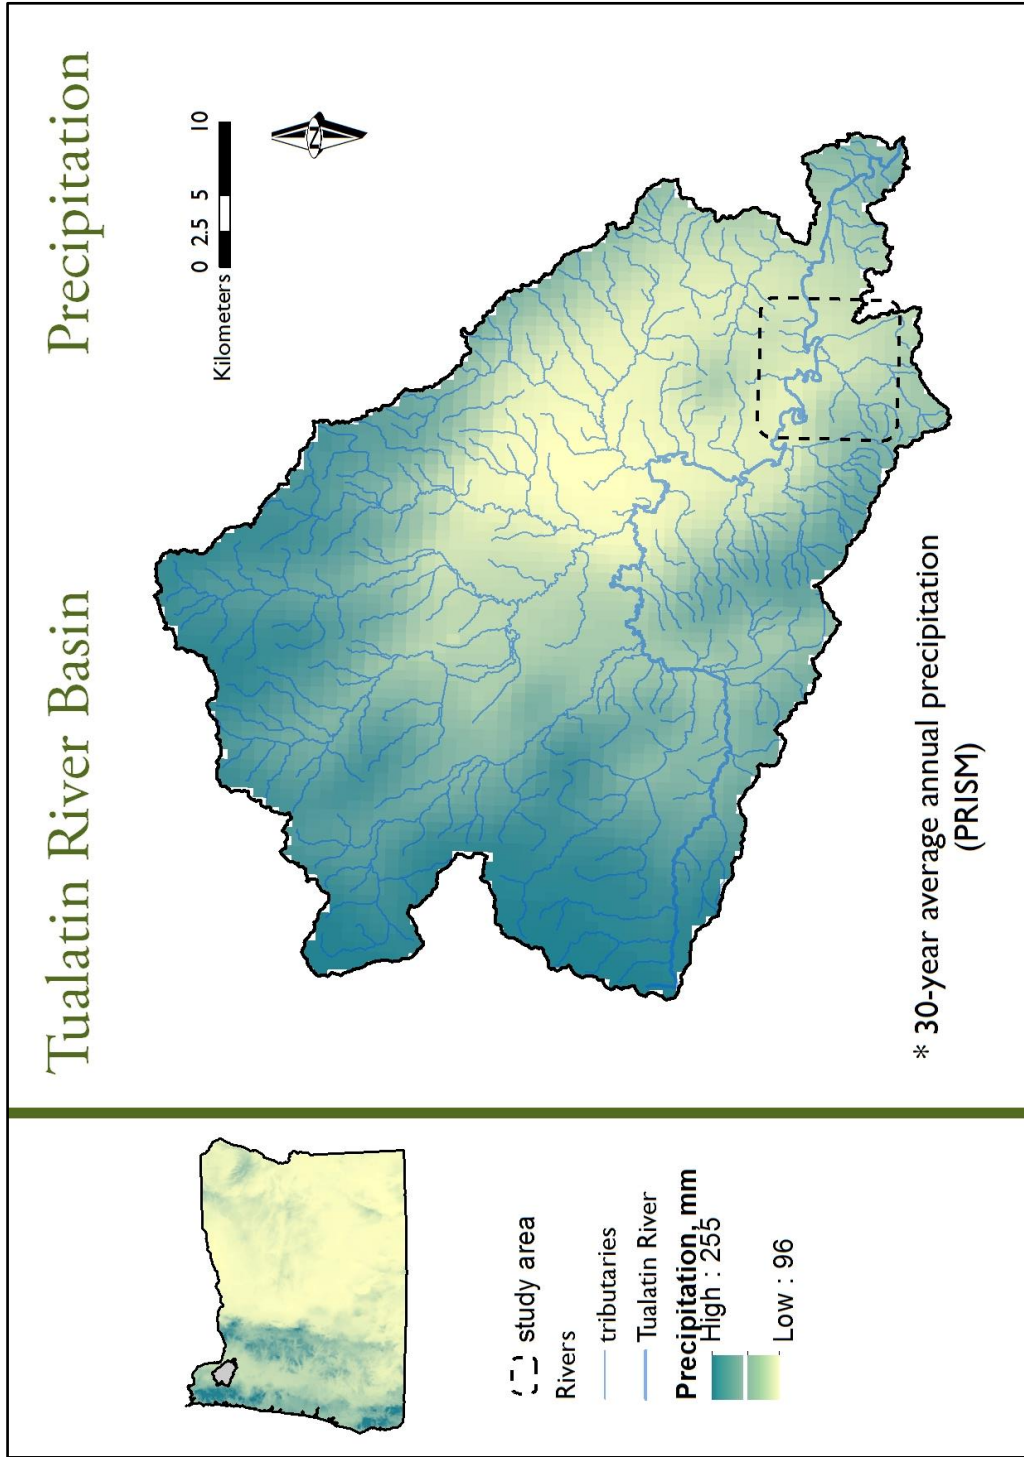 Tualatin River Basin
Precipitation
0 2.5 5 10
Kilometers
N
study area
Rivers
tributaries
Tualatin River
Precipitation, mm
High : 255
Low : 96
* 30-year average annual precipitation
(PRISM)